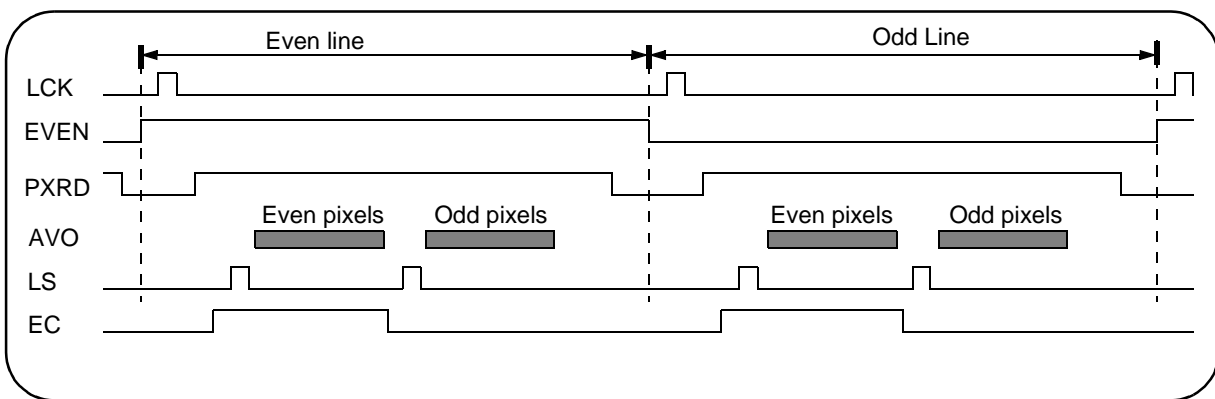 Even line
Odd Line
LCK
EVEN
PXRD
Even pixels
Odd pixels
Even pixels
Odd pixels
AVO
LS
EC